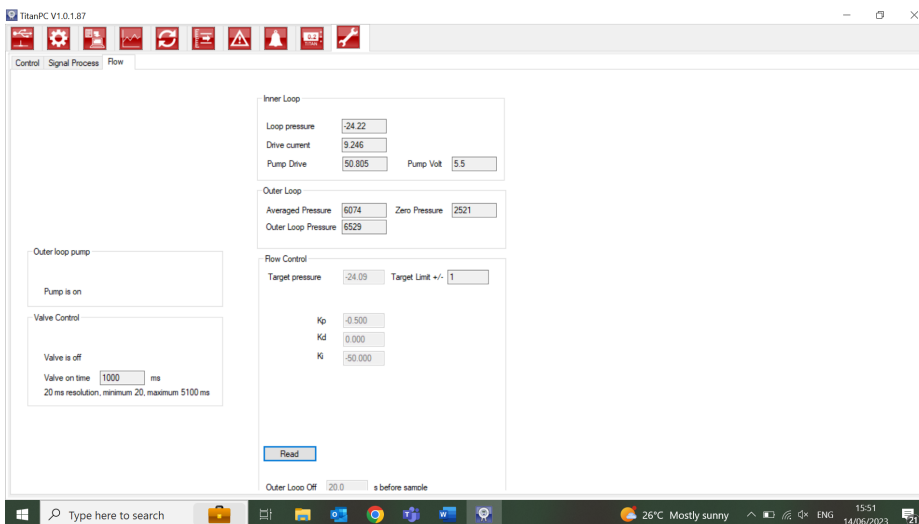 TitanPC V1.0.1.87
0.2
TITAN
Control Signal Process Flow
Inner Loop
Loop pressure -24.22
Drive current 9.246
Pump Drive 50.805 Pump Volt 5.5
Outer Loop
Averaged Pressure 6074 Zero Pressure 2521
Outer Loop Pressure 6529
Outer loop pump
Pump is on
Valve Control
Valve is off
Valve on time 1000 ms
20 ms resolution, minimum 20, maximum 5100 ms
Flow Control
Target pressure -24.09 Target Limit +/- 1
Kp -0.500
Kd 0.000
Ki -50.000
Read
Outer Loop Off 20.0 s before sample
Type here to search
26°C Mostly sunny
ENG
15:51
14/06/2023
21